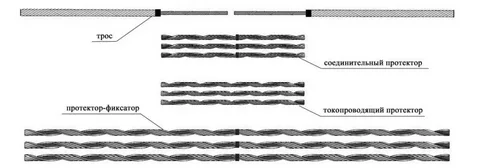 трос
соединительный протектор
протектор-фиксатор
токопроводящий протектор